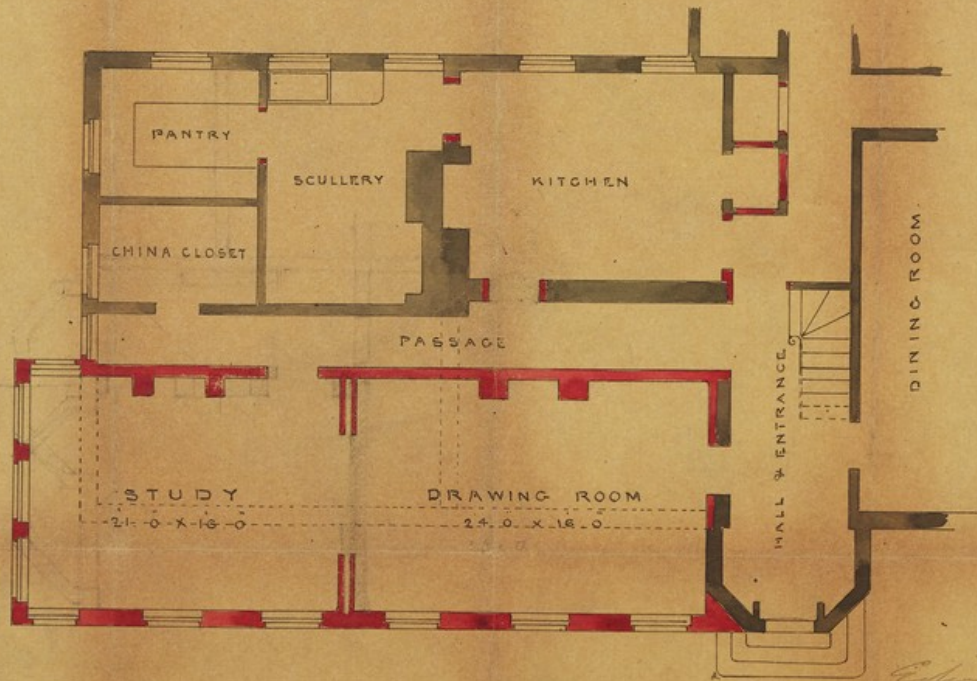 PANTRY
SCULLERY
KITCHEN
CHINA CLOSET
PASSAGE
DINING ROOM
HALL & ENTRANCE
STUDY
21.0 X 16.0
DRAWING ROOM
24.0 X 16.0